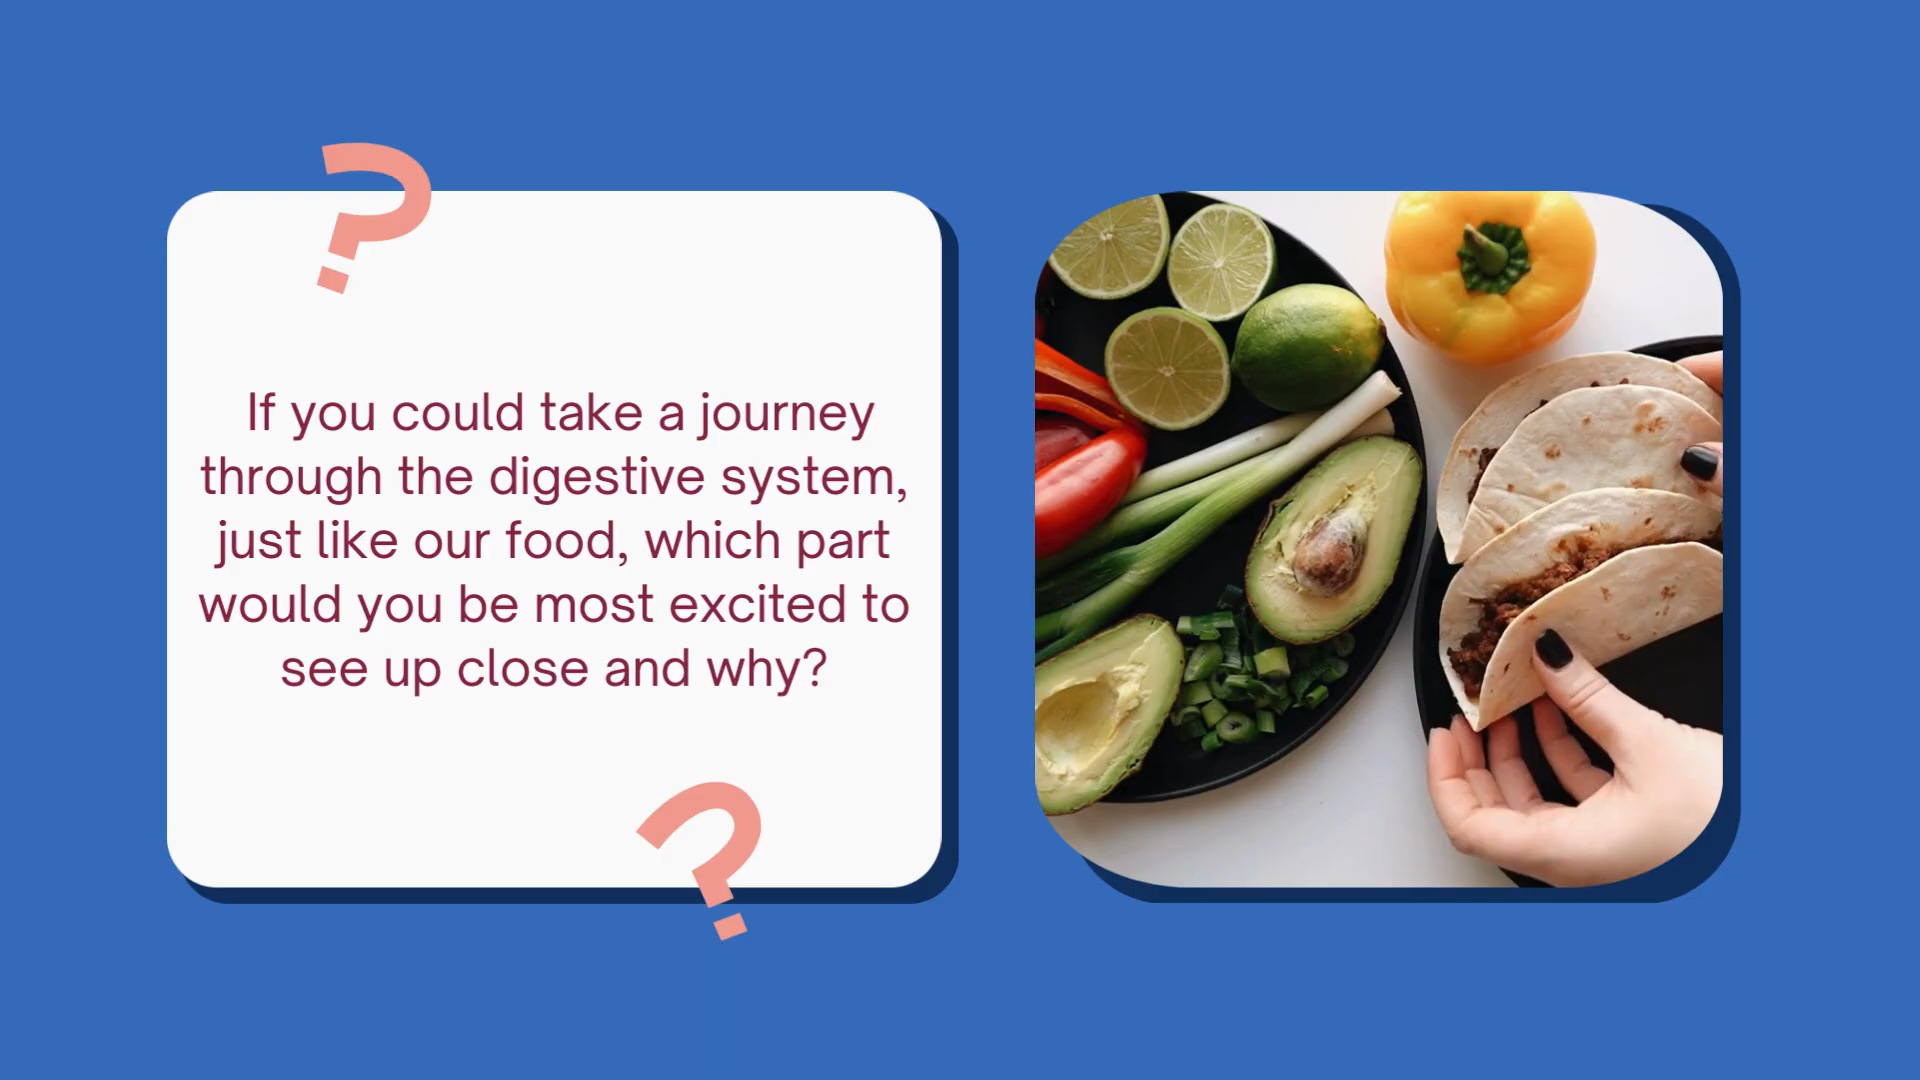 ?
If you could take a journey
through the digestive system,
just like our food, which part
would you be most excited to
see up close and why?
?